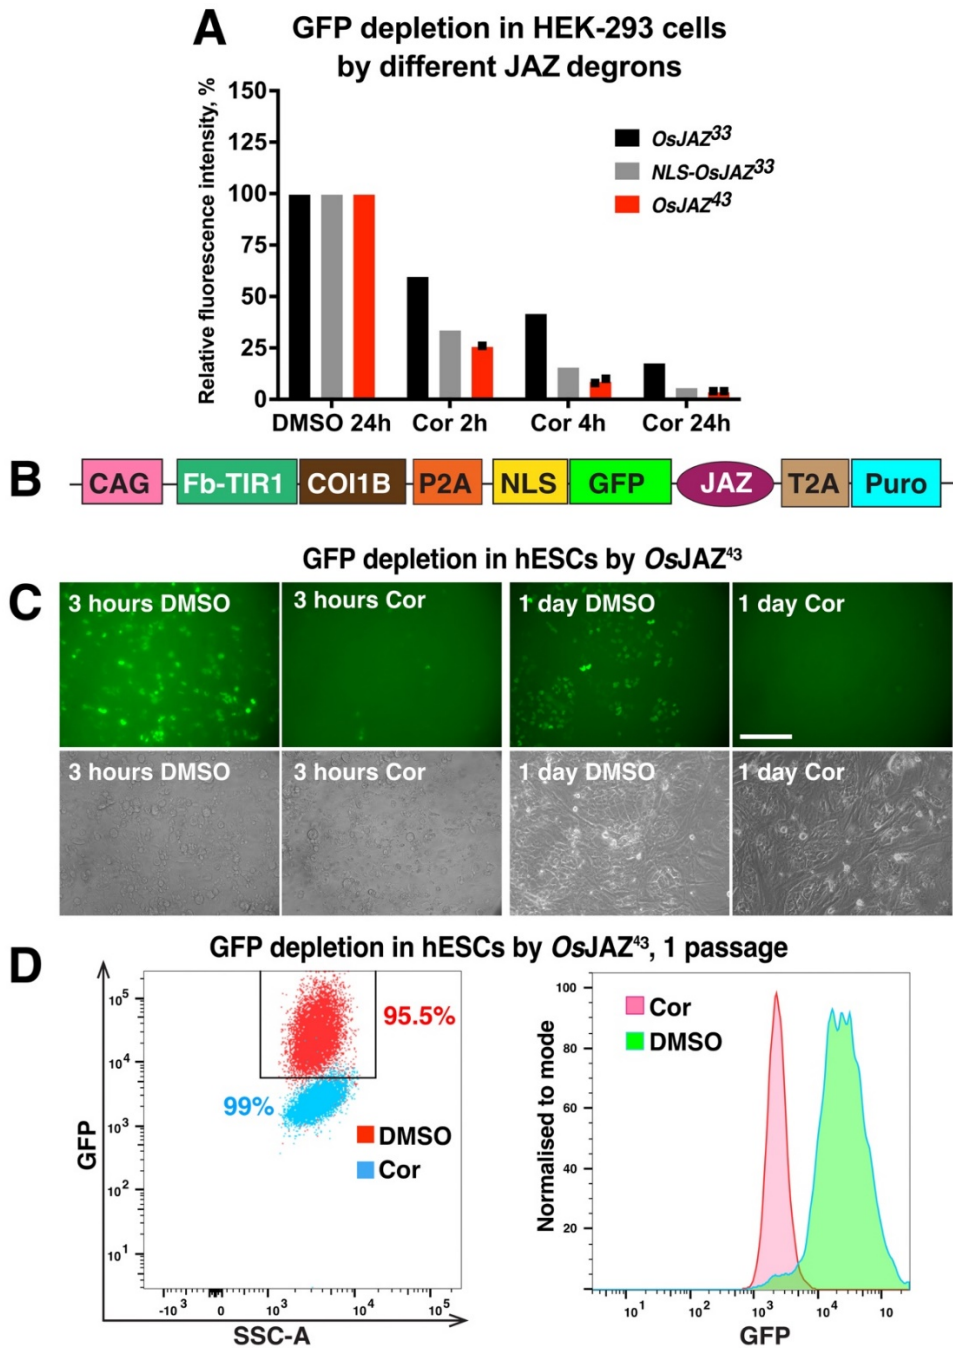 A
GFP depletion in HEK-293 cells
by different JAZ degrons
Relative fluorescence intensity, %
150
125
100
75
50
25
0
OsJAZ³³
NLS-OsJAZ³³
OsJAZ⁴³
DMSO 24h Cor 2h Cor 4h Cor 24h
B
CAG Fb-TIR1 COI1B P2A NLS GFP JAZ T2A Puro
GFP depletion in hESCs by OsJAZ⁴³
C
3 hours DMSO 3 hours Cor 1 day DMSO 1 day Cor
3 hours DMSO 3 hours Cor 1 day DMSO 1 day Cor
D
GFP depletion in hESCs by OsJAZ⁴³, 1 passage
GFP
10⁵
10⁴
10³
10²
10¹
95.5%
99%
DMSO
Cor
-10³ 0 10³ 10⁴ 10⁵
SSC-A
Normalised to mode
100
80
60
40
20
Cor
DMSO
10¹ 10² 10³ 10⁴ 10
GFP